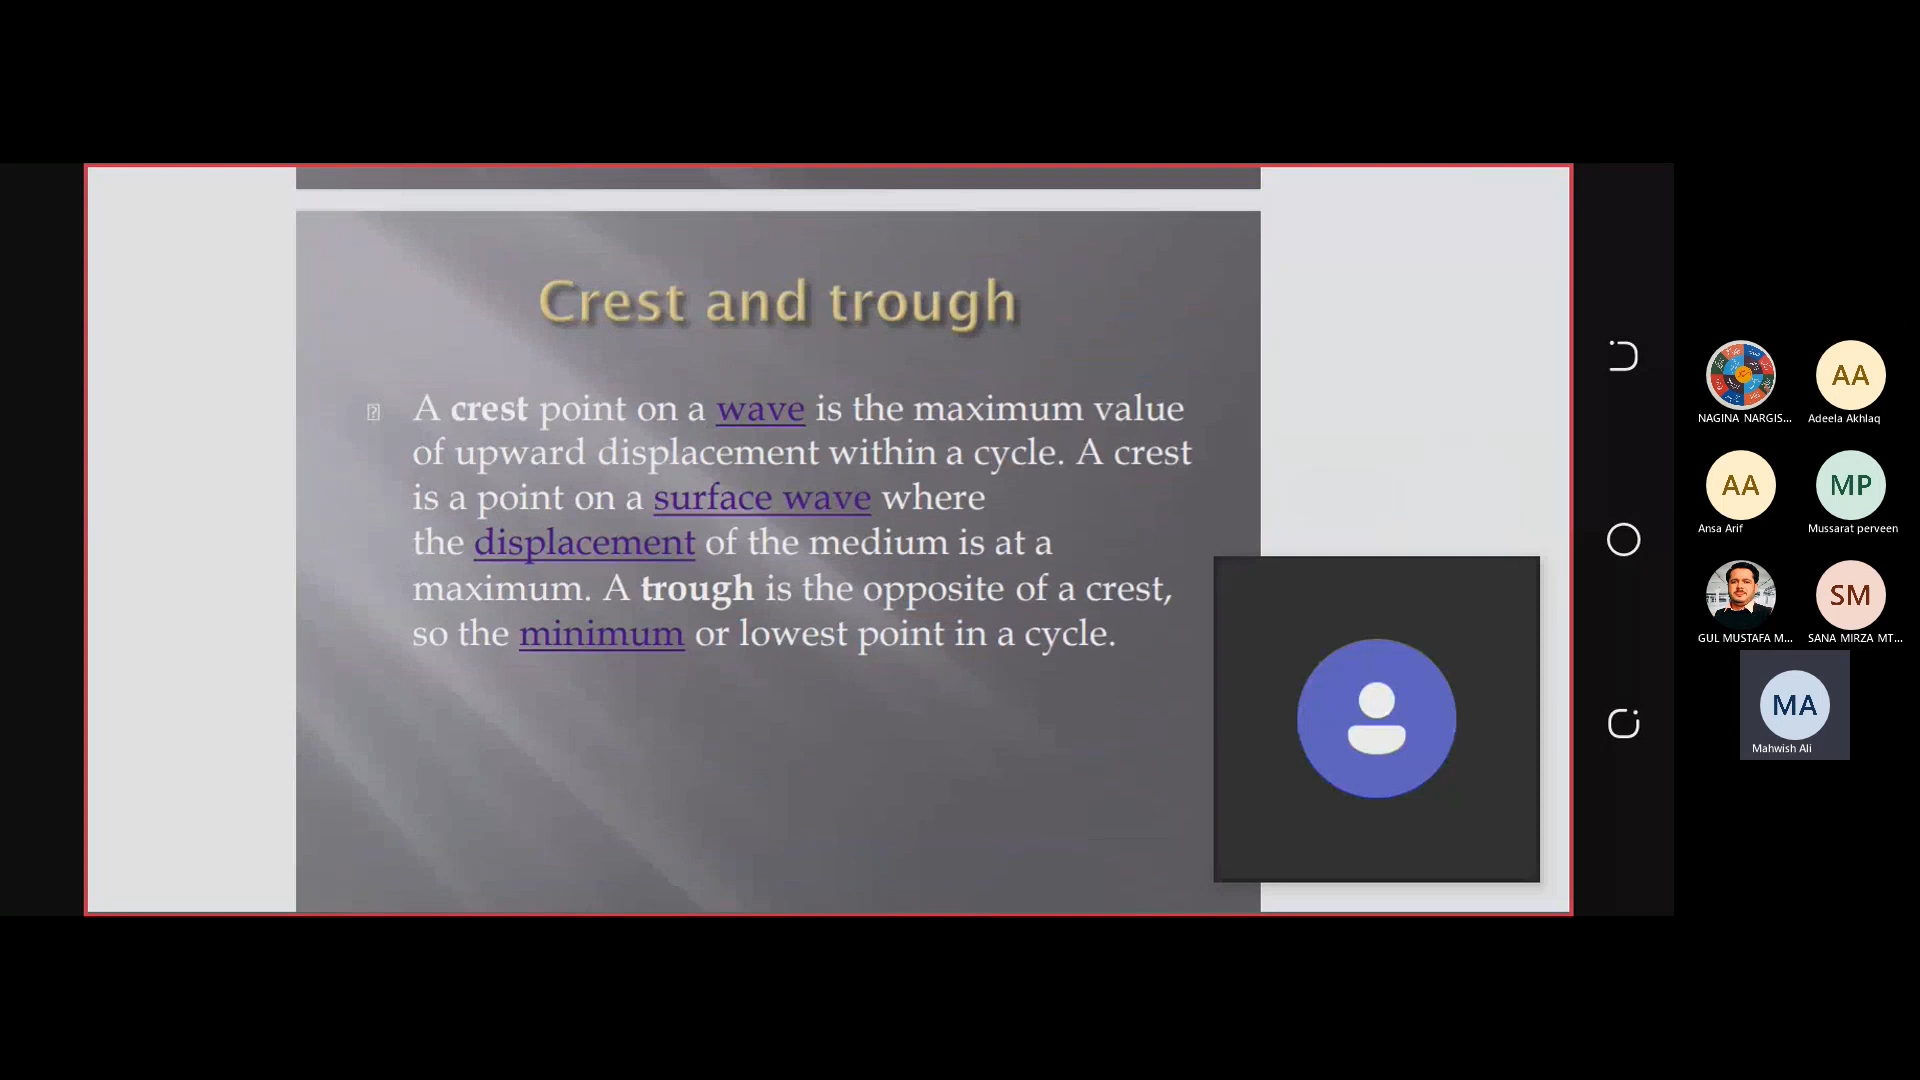 Crest and trough
A crest point on a wave is the maximum value
of upward displacement within a cycle. A crest
is a point on a surface wave where
the displacement of the medium is at a
maximum. A trough is the opposite of a crest,
so the minimum or lowest point in a cycle.
NAGINA NARGIS...
AA
Adeela Akhlaq
AA
Ansa Arif
MP
Mussarat perveen
GUL MUSTAFA M...
SM
SANA MIRZA MT...
MA
Mahwish Ali